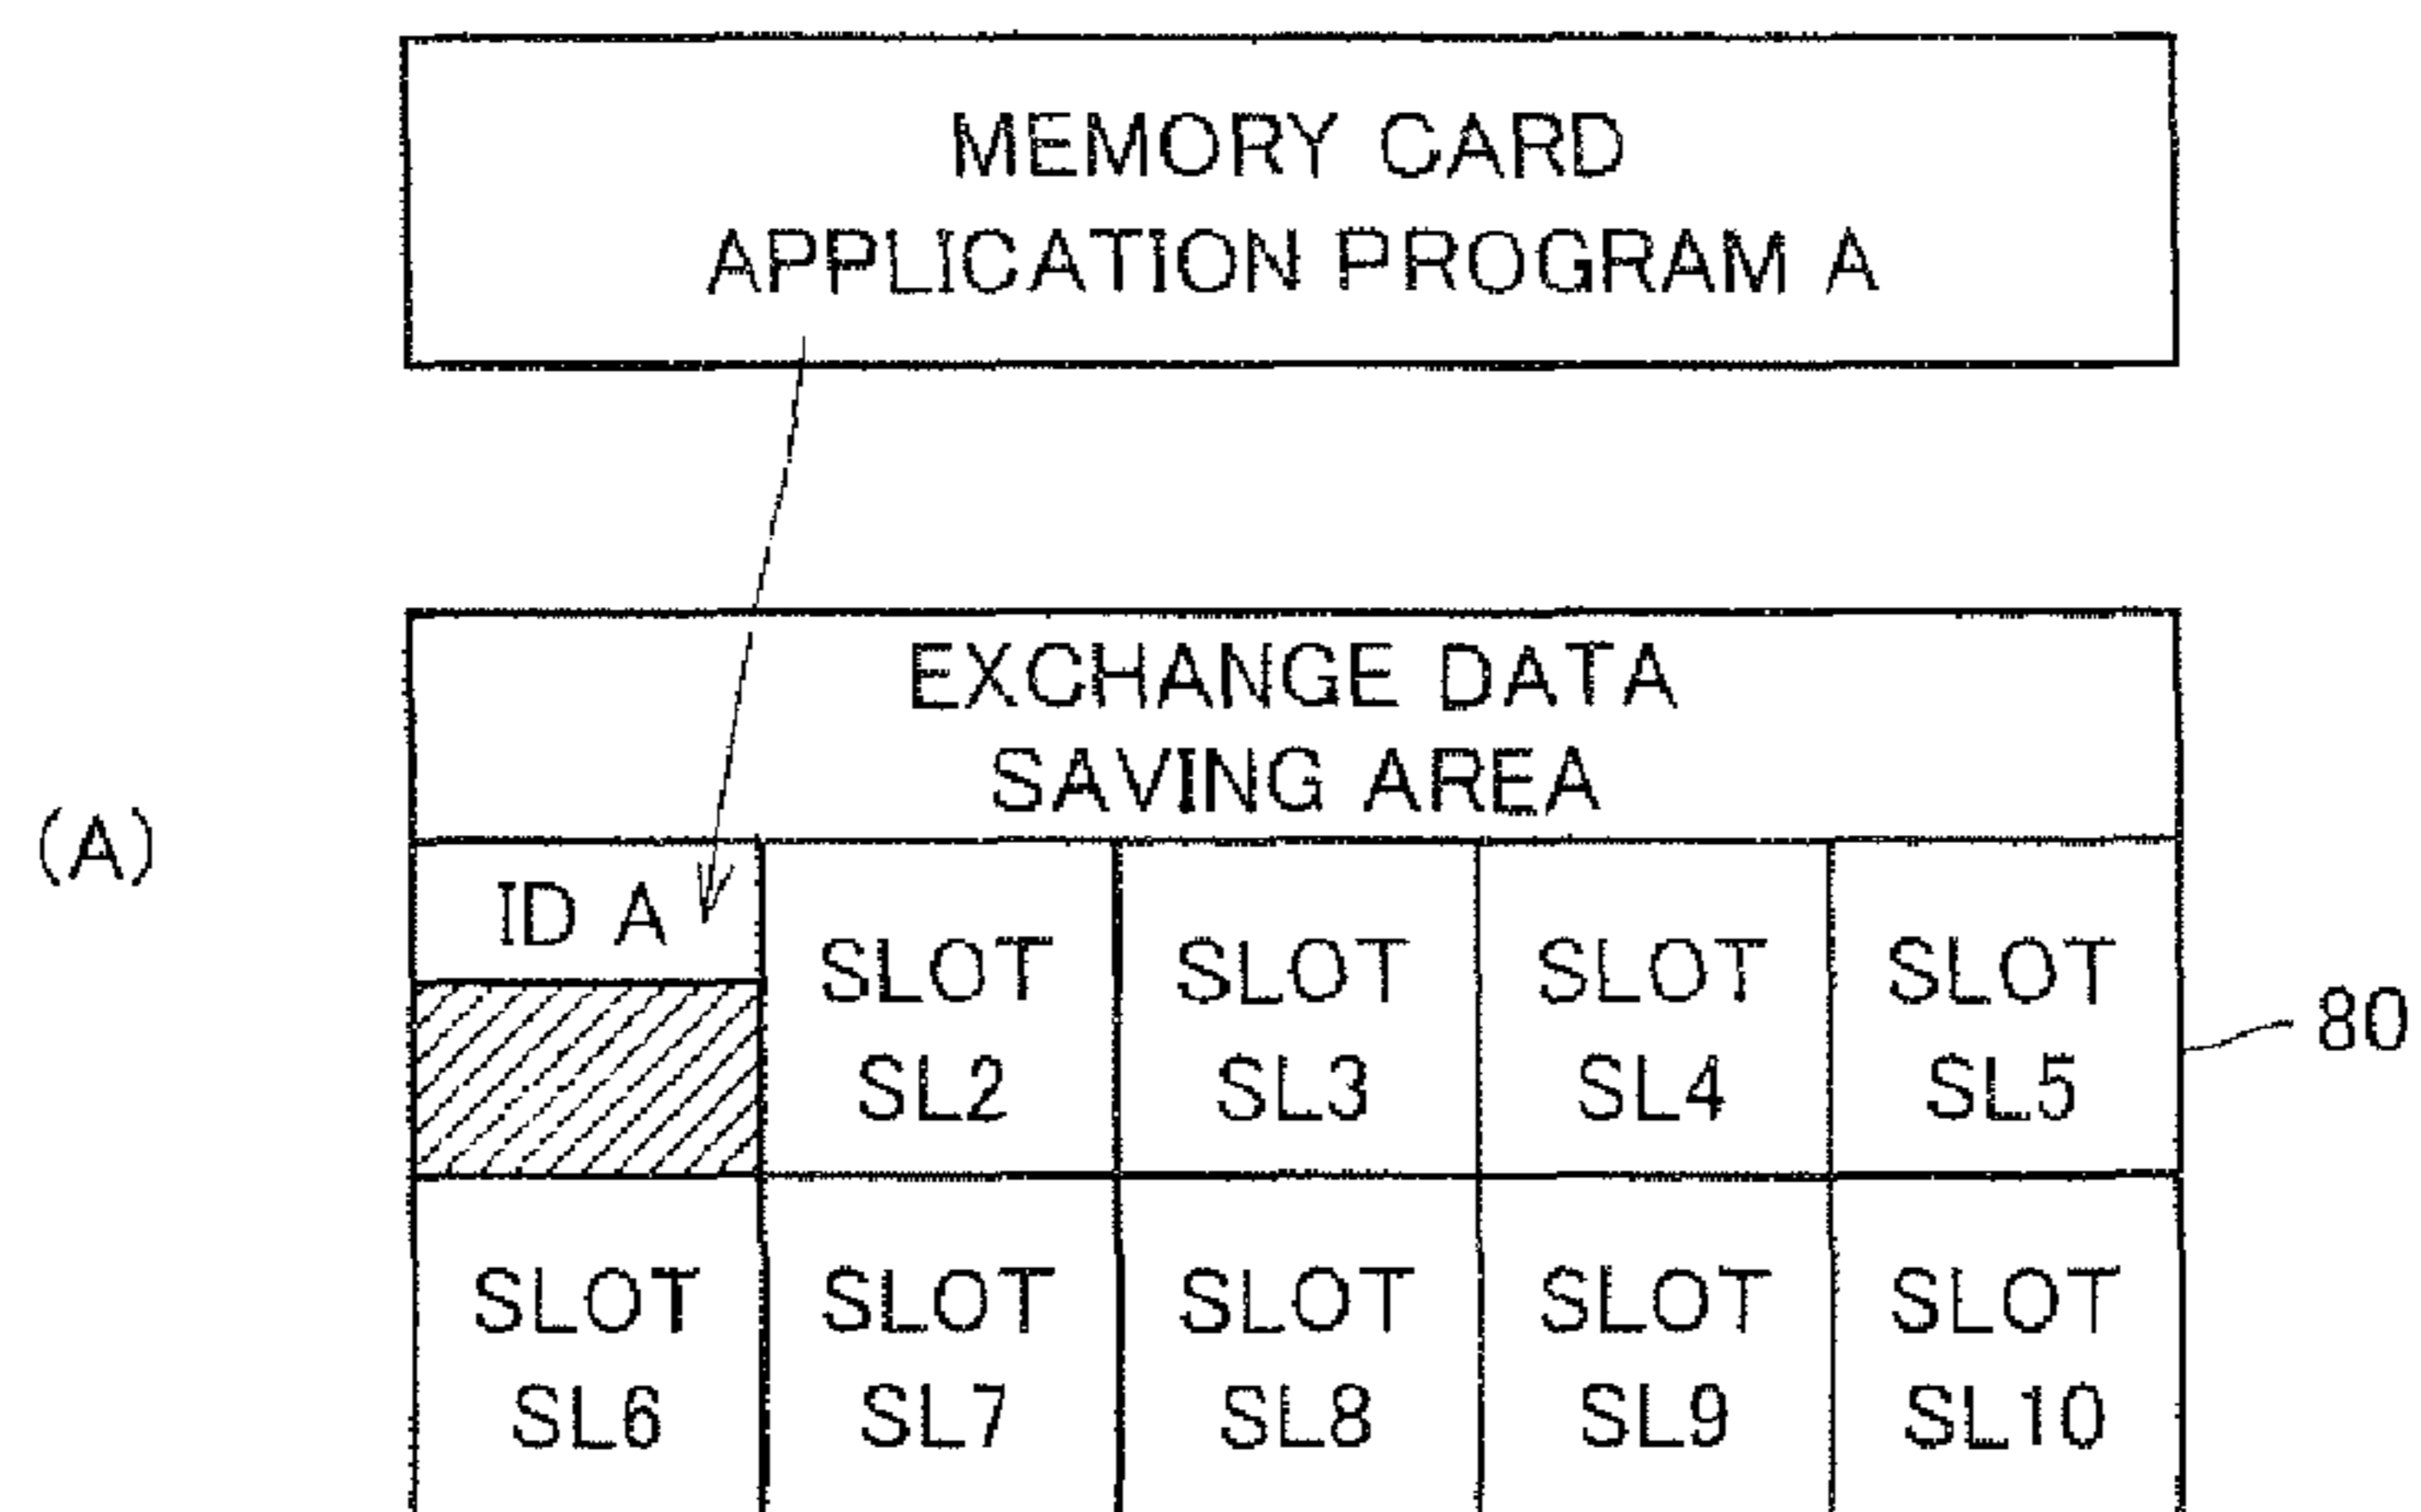 MEMORY CARD
APPLICATION PROGRAM A
EXCHANGE DATA
SAVING AREA
(A)
ID A
SLOT SL2
SLOT SL3
SLOT SL4
SLOT SL5
80
SLOT SL6
SLOT SL7
SLOT SL8
SLOT SL9
SLOT SL10